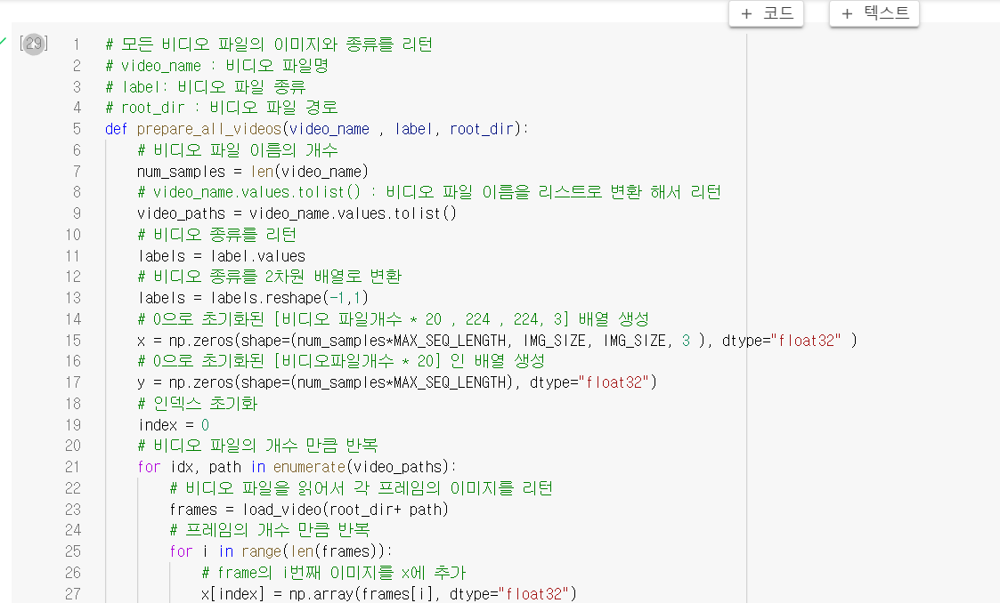 + 코드 + 텍스트
[29] 1 # 모든 비디오 파일의 이미지와 종류를 리턴
2 # video_name : 비디오 파일명
3 # label: 비디오 파일 종류
4 # root_dir : 비디오 파일 경로
5 def prepare_all_videos(video_name , label, root_dir):
6 # 비디오 파일 이름의 개수
7 num_samples = len(video_name)
8 # video_name.values.tolist() : 비디오 파일 이름을 리스트로 변환 해서 리턴
9 video_paths = video_name.values.tolist()
10 # 비디오 종류를 리턴
11 labels = label.values
12 # 비디오 종류를 2차원 배열로 변환
13 labels = labels.reshape(-1,1)
14 # 0으로 초기화된 [비디오 파일개수 * 20 , 224 , 224, 3] 배열 생성
15 x = np.zeros(shape=(num_samples*MAX_SEQ_LENGTH, IMG_SIZE, IMG_SIZE, 3 ), dtype="float32" )
16 # 0으로 초기화된 [비디오파일개수 * 20] 인 배열 생성
17 y = np.zeros(shape=(num_samples*MAX_SEQ_LENGTH), dtype="float32")
18 # 인덱스 초기화
19 index = 0
20 # 비디오 파일의 개수 만큼 반복
21 for idx, path in enumerate(video_paths):
22 # 비디오 파일을 읽어서 각 프레임의 이미지를 리턴
23 frames = load_video(root_dir+ path)
24 # 프레임의 개수 만큼 반복
25 for i in range(len(frames)):
26 # frame의 i번째 이미지를 x에 추가
27 x[index] = np.array(frames[i], dtype="float32")